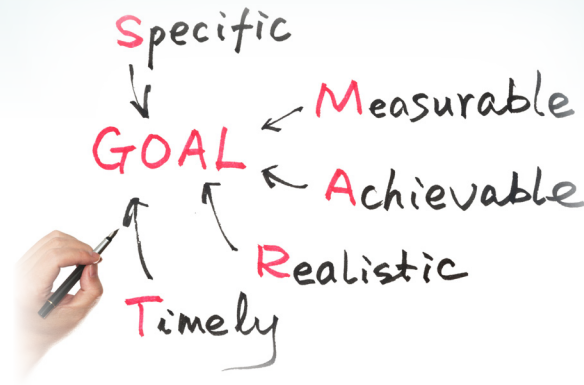 Specific
Measurable
GOAL
Achievable
Realistic
Timely